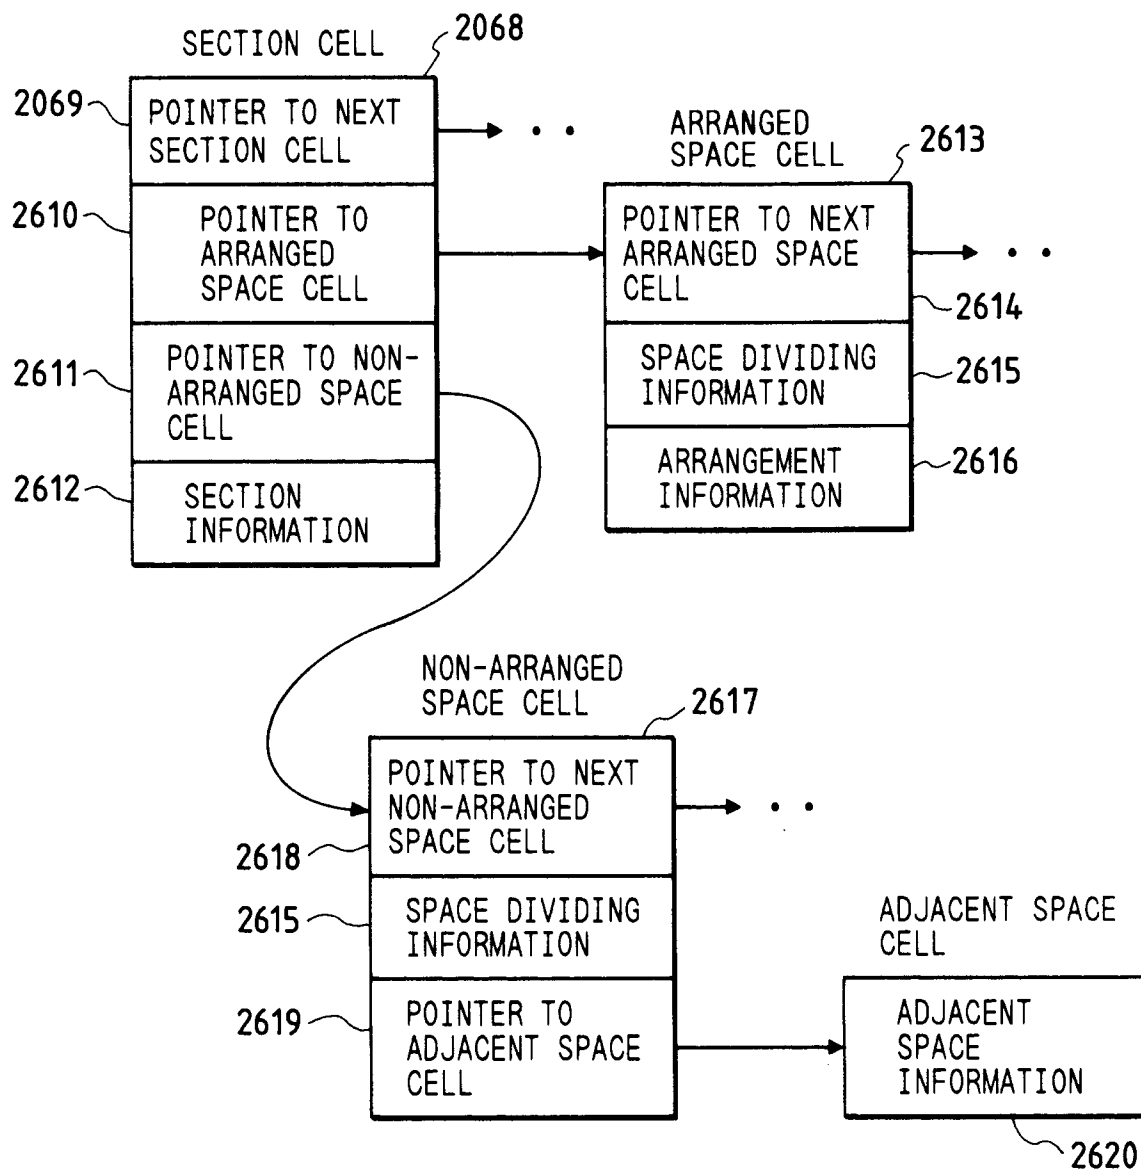 SECTION CELL
2068
2069
POINTER TO NEXT
SECTION CELL
2610
POINTER TO
ARRANGED
SPACE CELL
2611
POINTER TO NON-
ARRANGED SPACE
CELL
2612
SECTION
INFORMATION
ARRANGED
SPACE CELL
2613
POINTER TO NEXT
ARRANGED SPACE
CELL
2614
SPACE DIVIDING
INFORMATION
2615
ARRANGEMENT
INFORMATION
2616
NON-ARRANGED
SPACE CELL
2617
POINTER TO NEXT
NON-ARRANGED
SPACE CELL
2618
2615
SPACE DIVIDING
INFORMATION
2619
POINTER TO
ADJACENT SPACE
CELL
ADJACENT SPACE
CELL
ADJACENT
SPACE
INFORMATION
2620